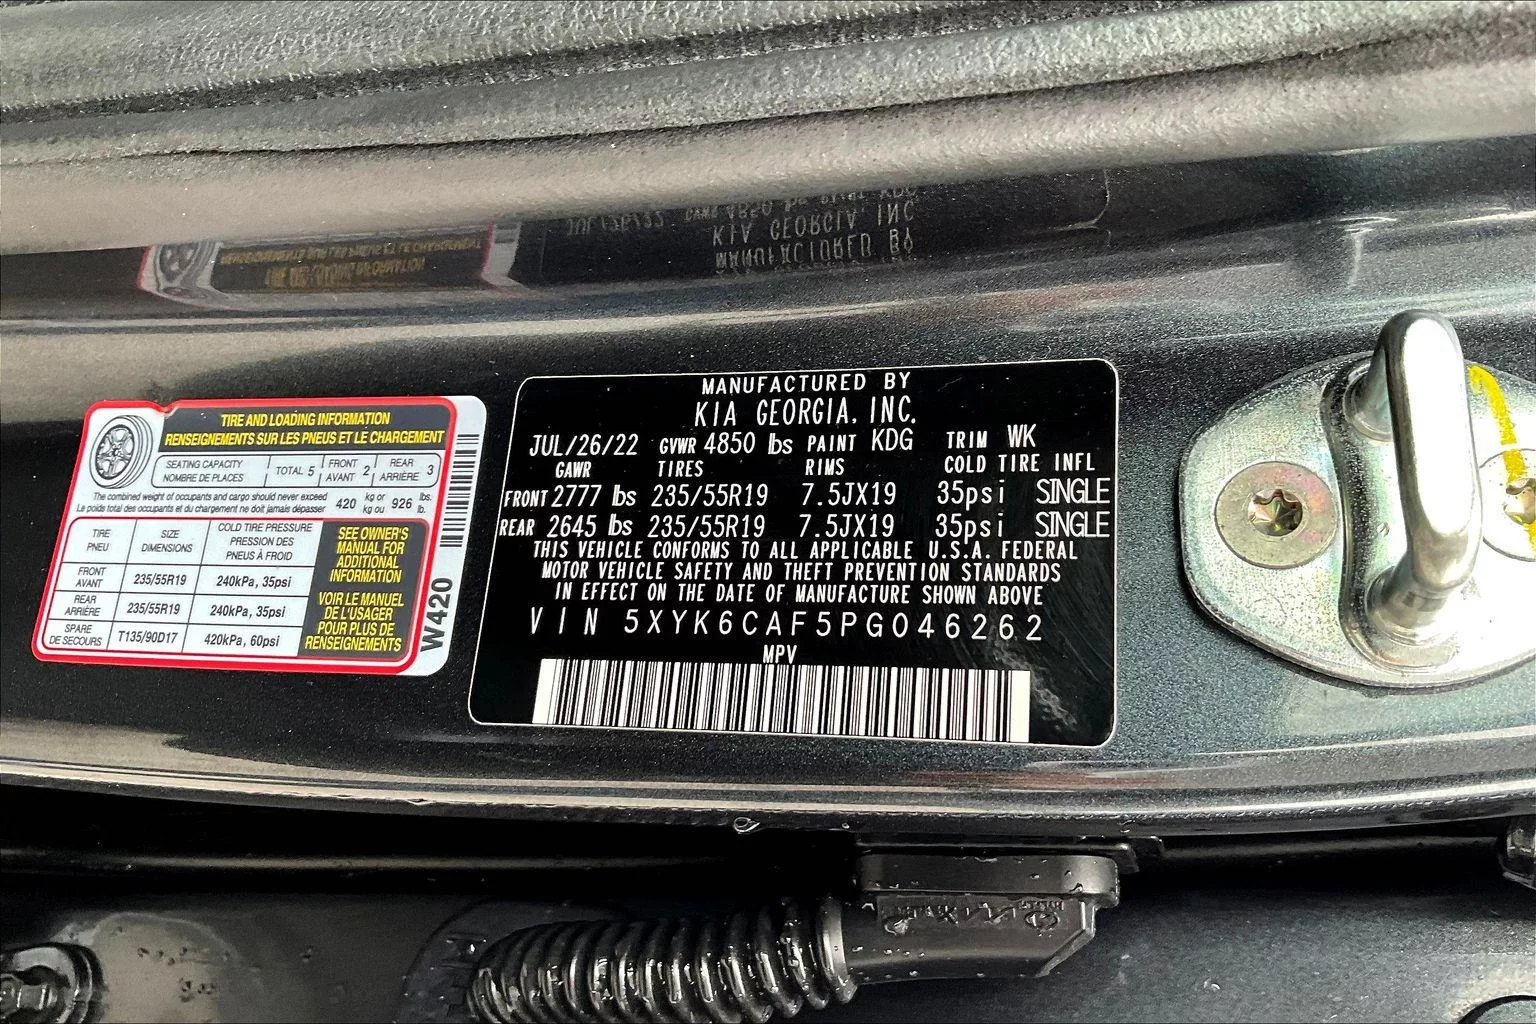 TIRE AND LOADING INFORMATION
RENSEIGNEMENTS SUR LES PNEUS ET LE CHARGEMENT
SEATING CAPACITY
NOMBRE DE PLACES
TOTAL 5
FRONT
AVANT 2
REAR
ARRIÈRE 3
The combined weight of occupants and cargo should never exceed
Le poids total des occupants et du chargement ne doit jamais dépasser
420 kg or
kg ou 926 lbs.
lb.
TIRE
PNEU
SIZE
DIMENSIONS
COLD TIRE PRESSURE
PRESSION DES
PNEUS À FROID
FRONT
AVANT
235/55R19 240kPa, 35psi
REAR
ARRIÈRE
235/55R19 240kPa, 35psi
SPARE
DE SECOURS
T135/90D17 420kPa, 60psi
SEE OWNER'S
MANUAL FOR
ADDITIONAL
INFORMATION
VOIR LE MANUEL
DE L'USAGER
POUR PLUS DE
RENSEIGNEMENTS
W420
MANUFACTURED BY
KIA GEORGIA, INC.
JUL/26/22 GVWR 4850 lbs PAINT KDG TRIM WK
GAWR TIRES RIMS COLD TIRE INFL
FRONT 2777 lbs 235/55R19 7.5JX19 35psi SINGLE
REAR 2645 lbs 235/55R19 7.5JX19 35psi SINGLE
THIS VEHICLE CONFORMS TO ALL APPLICABLE U.S.A. FEDERAL
MOTOR VEHICLE SAFETY AND THEFT PREVENTION STANDARDS
IN EFFECT ON THE DATE OF MANUFACTURE SHOWN ABOVE
VIN 5XYK6CAF5PG046262
MPV